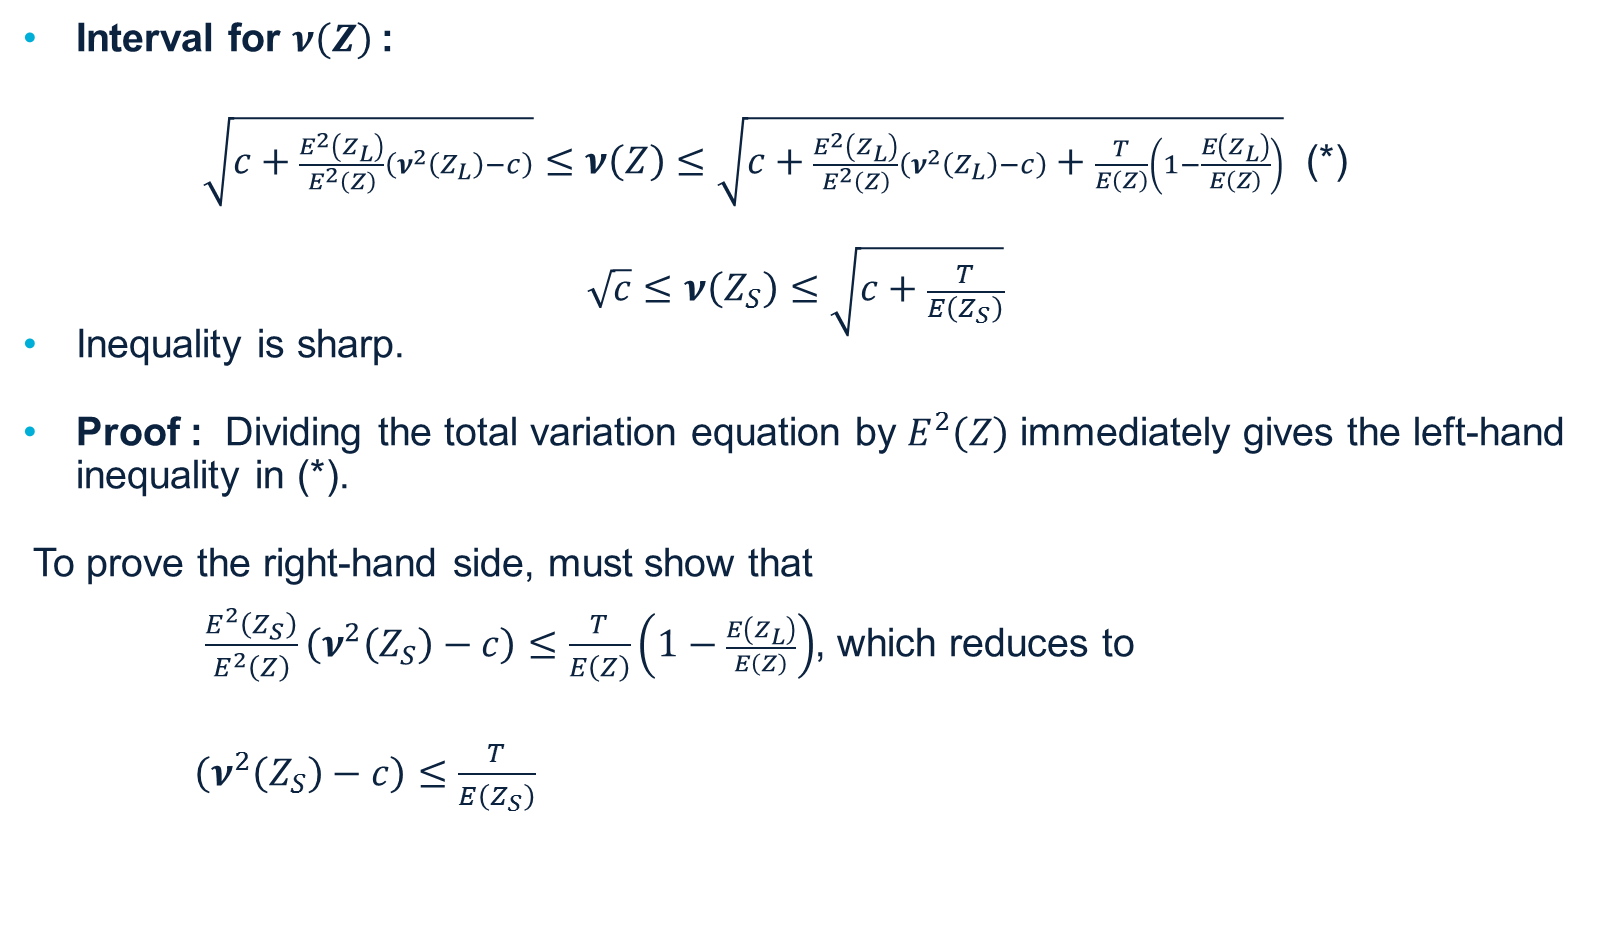 • Interval for 𝝂(𝒁) :
√(c + E²(Z_L)/E²(Z) (𝝂²(Z_L)−c)) ≤ 𝝂(Z) ≤ √(c + E²(Z_L)/E²(Z) (𝝂²(Z_L)−c) + T/E(Z) (1−E(Z_L)/E(Z))) (*)
√c ≤ 𝝂(Z_S) ≤ √(c + T/E(Z_S))
• Inequality is sharp.
• Proof : Dividing the total variation equation by E²(Z) immediately gives the left-hand
inequality in (*).
To prove the right-hand side, must show that
E²(Z_S)/E²(Z) (𝝂²(Z_S) − c) ≤ T/E(Z) (1 − E(Z_L)/E(Z)), which reduces to
(𝝂²(Z_S) − c) ≤ T/E(Z_S)